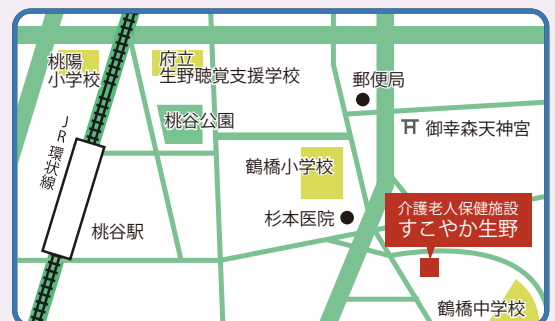 桃陽
小学校
府立
生野聴覚支援学校
郵便局
桃谷公園
御幸森天神宮
JR環状線
鶴橋小学校
介護老人保健施設
すこやか生野
杉本医院
桃谷駅
鶴橋中学校